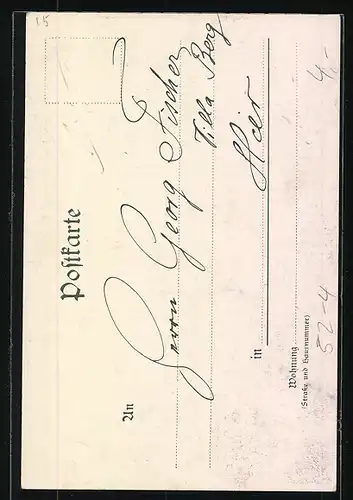 Postkarte
An
Herrn Georg Fischer
Villa Berg
in Hier
Wohnung
(Straße und Hausnummer)
15
4,-
52-4